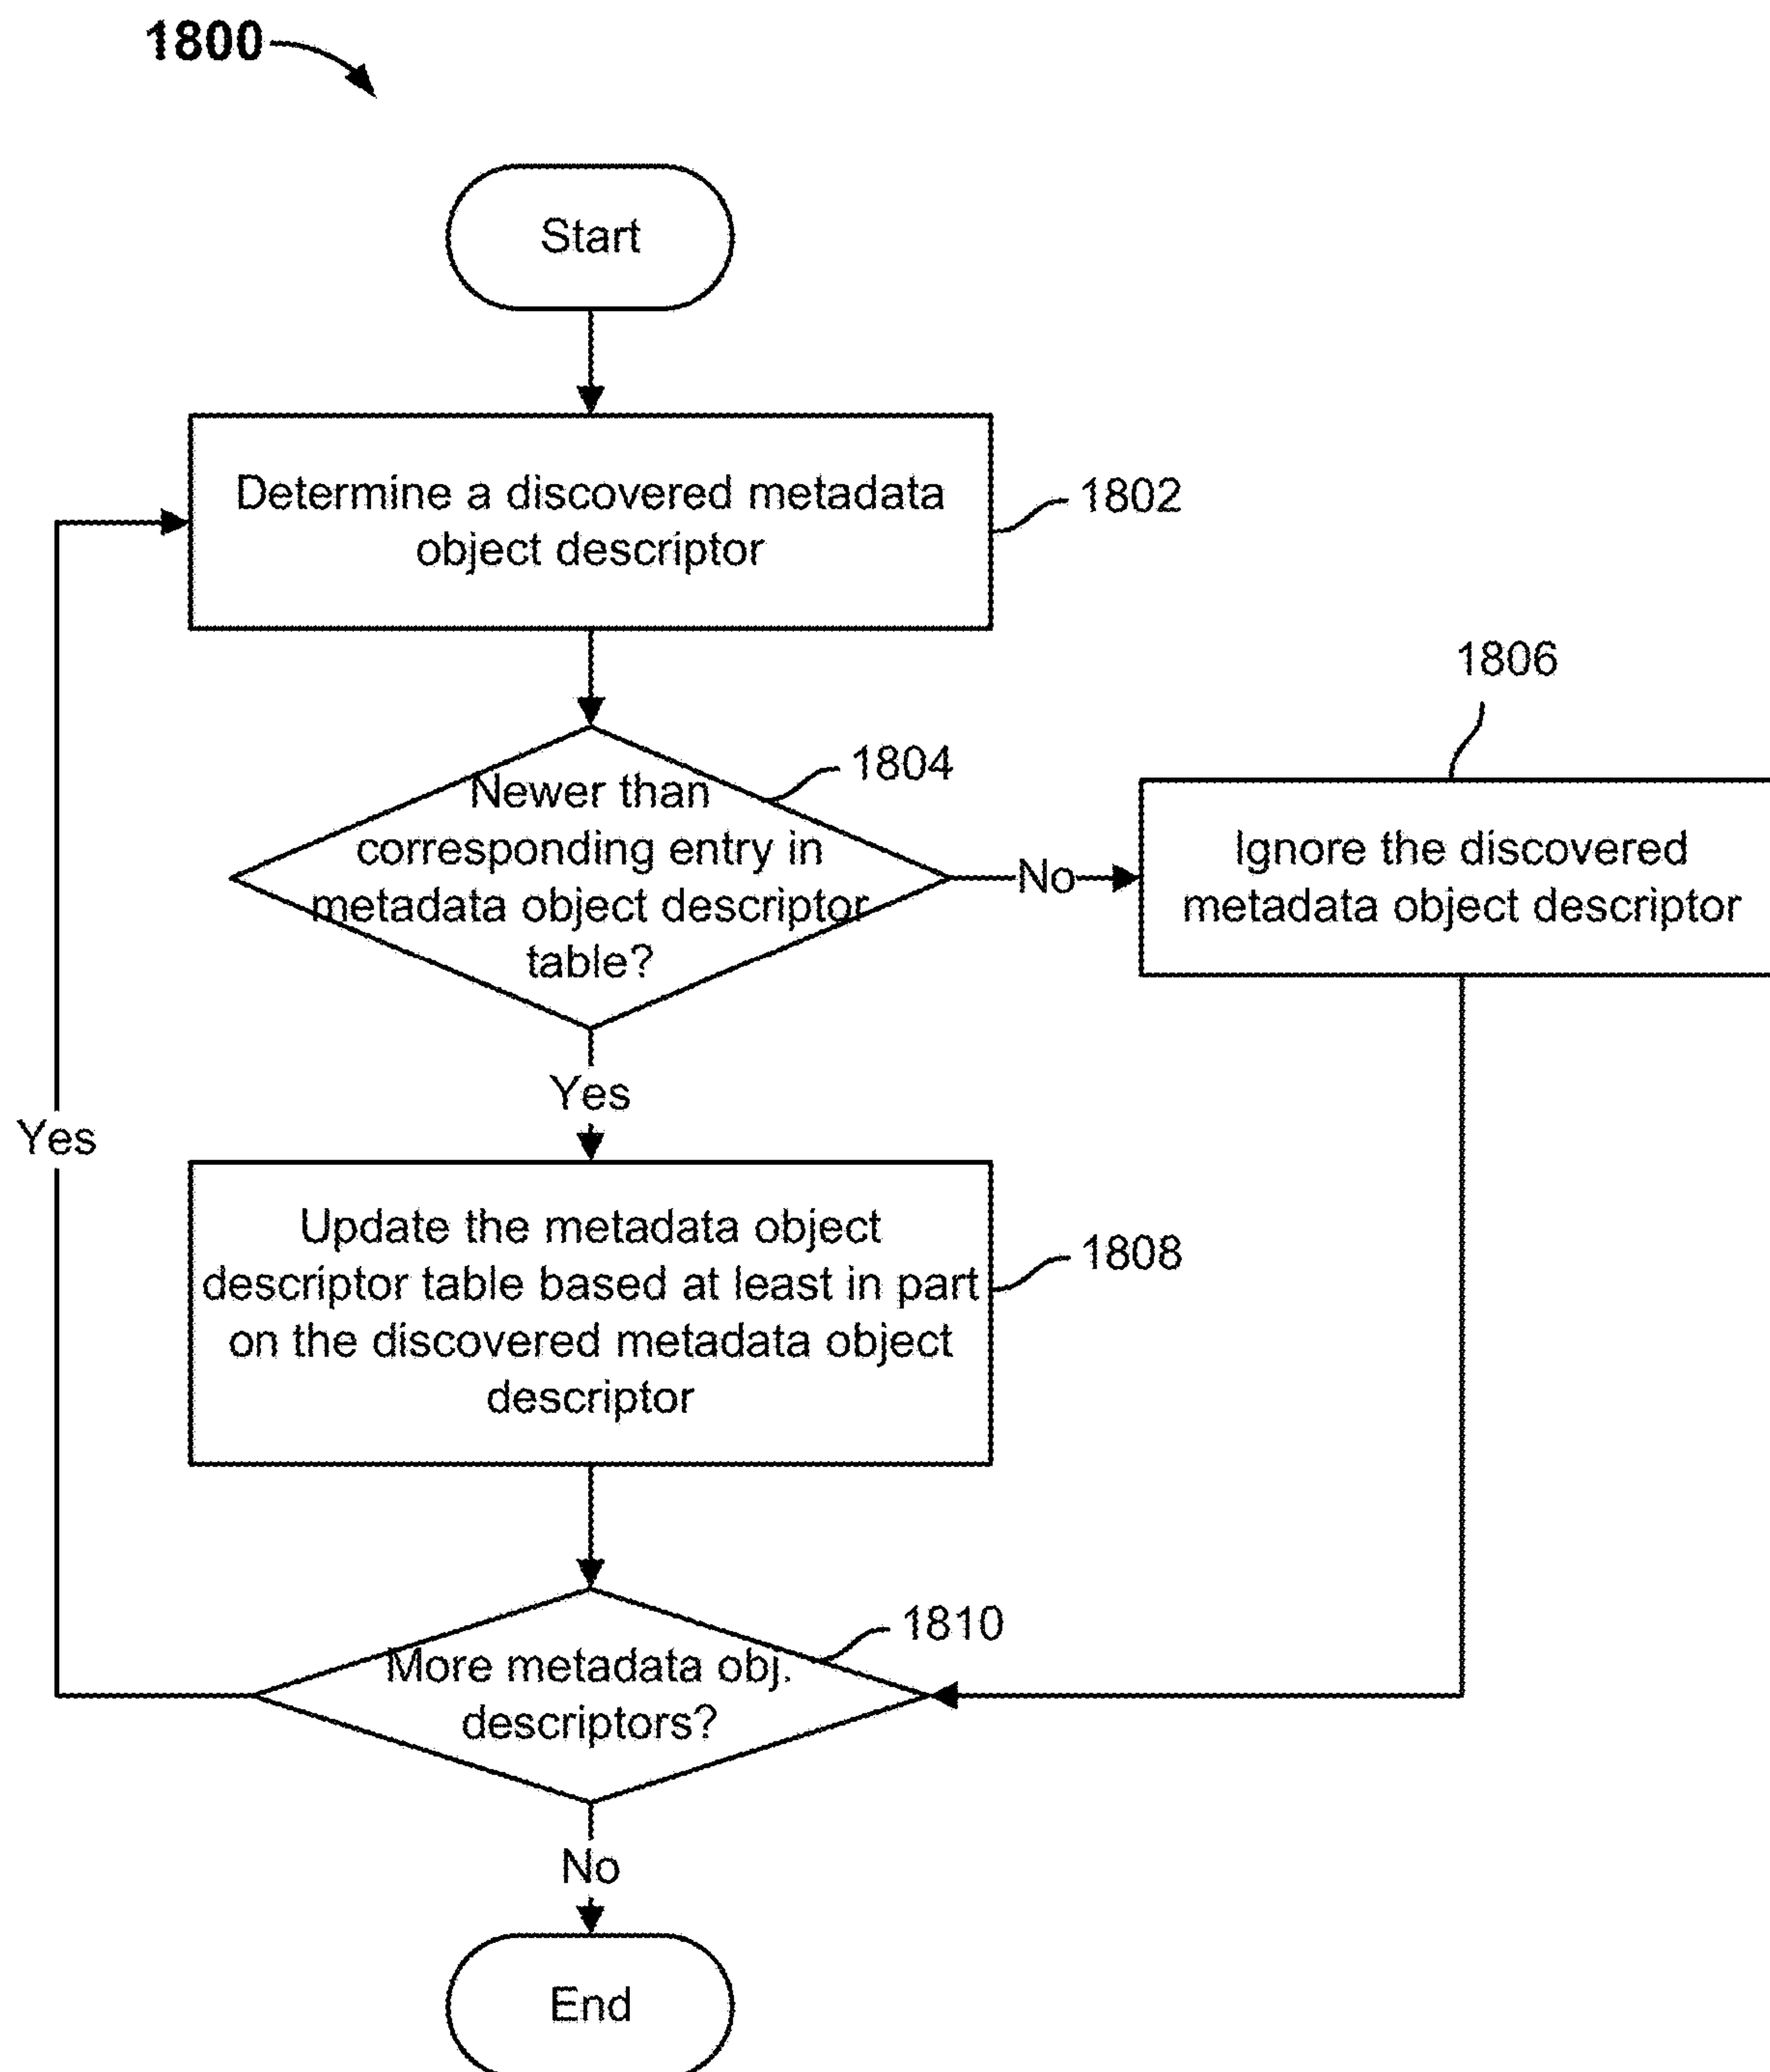 1800
Start
Determine a discovered metadata
object descriptor
1802
Newer than
corresponding entry in
metadata object descriptor
table?
1804
No
1806
Ignore the discovered
metadata object descriptor
Yes
Yes
Update the metadata object
descriptor table based at least in part
on the discovered metadata object
descriptor
1808
More metadata obj.
descriptors?
1810
No
End